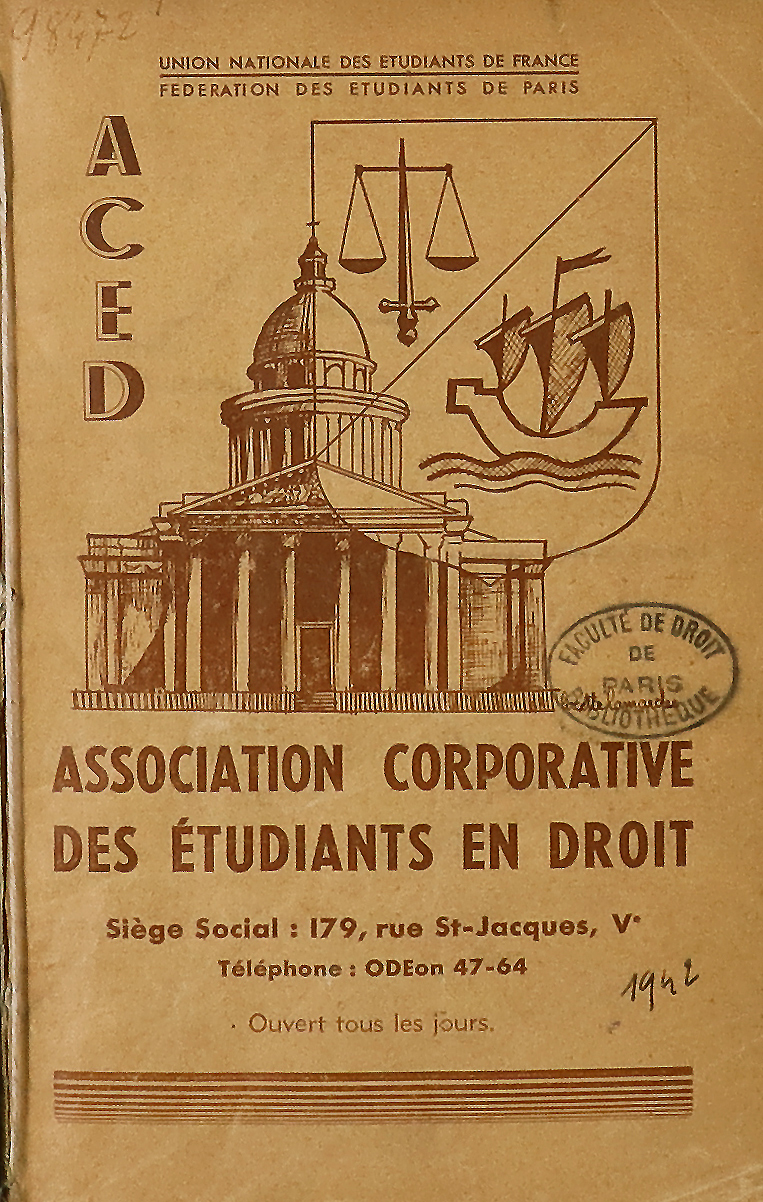 98472
UNION NATIONALE DES ETUDIANTS DE FRANCE
FEDERATION DES ETUDIANTS DE PARIS
A
C
E
D
FACULTÉ DE DROIT
DE
PARIS
BIBLIOTHÈQUE
ASSOCIATION CORPORATIVE
DES ÉTUDIANTS EN DROIT
Siège Social : 179, rue St-Jacques, Vᵉ
Téléphone : ODEon 47-64
1942
Ouvert tous les jours.